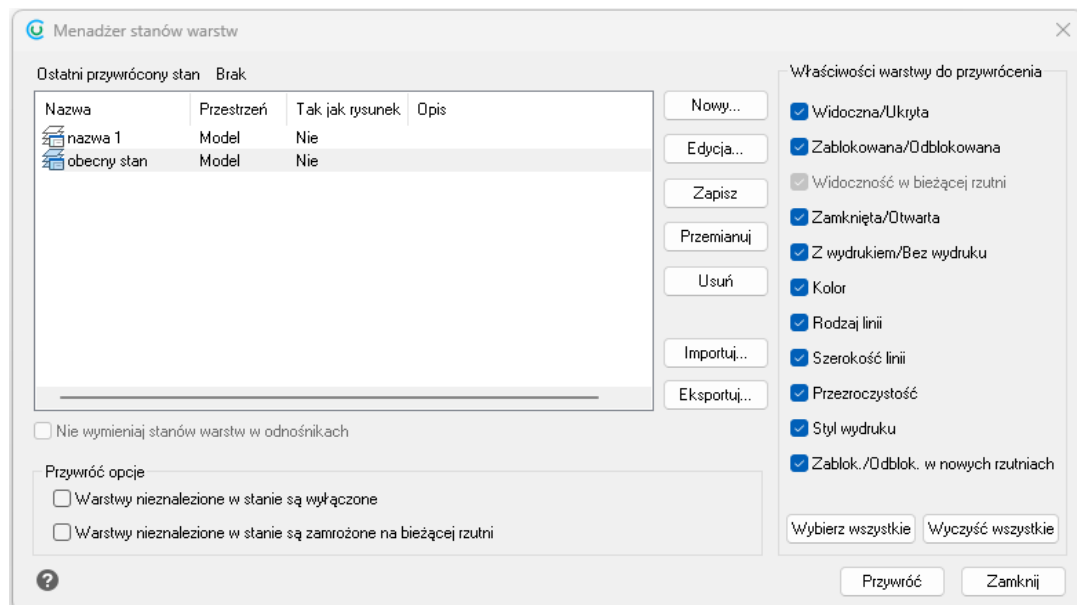 Menadżer stanów warstw
Ostatni przywrócony stan Brak
Nazwa Przestrzeń Tak jak rysunek Opis
nazwa 1 Model Nie
obecny stan Model Nie
Nowy...
Edycja...
Zapisz
Przemianuj
Usuń
Importuj...
Eksportuj...
Nie wymieniaj stanów warstw w odnośnikach
Przywróć opcje
Warstwy nieznalezione w stanie są wyłączone
Warstwy nieznalezione w stanie są zamrożone na bieżącej rzutni
Właściwości warstwy do przywrócenia
Widoczna/Ukryta
Zablokowana/Odblokowana
Widoczność w bieżącej rzutni
Zamknięta/Otwarta
Z wydrukiem/Bez wydruku
Kolor
Rodzaj linii
Szerokość linii
Przezroczystość
Styl wydruku
Zablok./Odblok. w nowych rzutniach
Wybierz wszystkie Wyczyść wszystkie
Przywróć Zamknij